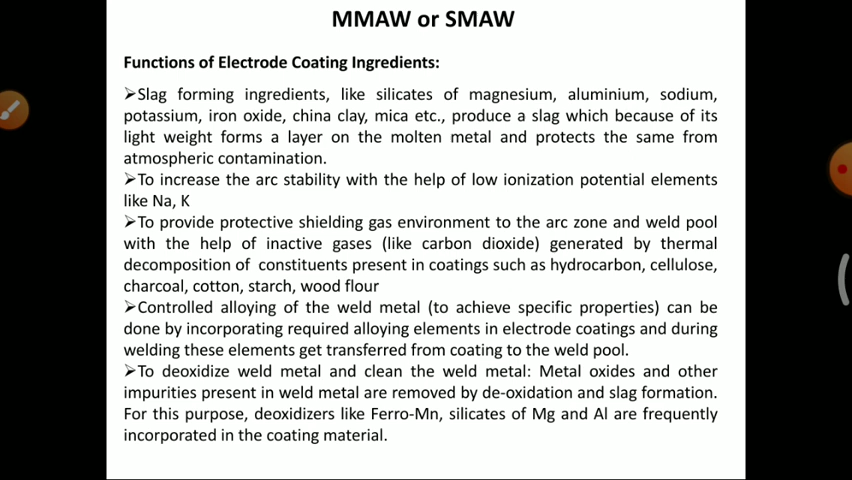 MMAW or SMAW
Functions of Electrode Coating Ingredients:
➢Slag forming ingredients, like silicates of magnesium, aluminium, sodium,
potassium, iron oxide, china clay, mica etc., produce a slag which because of its
light weight forms a layer on the molten metal and protects the same from
atmospheric contamination.
➢To increase the arc stability with the help of low ionization potential elements
like Na, K
➢To provide protective shielding gas environment to the arc zone and weld pool
with the help of inactive gases (like carbon dioxide) generated by thermal
decomposition of constituents present in coatings such as hydrocarbon, cellulose,
charcoal, cotton, starch, wood flour
➢Controlled alloying of the weld metal (to achieve specific properties) can be
done by incorporating required alloying elements in electrode coatings and during
welding these elements get transferred from coating to the weld pool.
➢To deoxidize weld metal and clean the weld metal: Metal oxides and other
impurities present in weld metal are removed by de-oxidation and slag formation.
For this purpose, deoxidizers like Ferro-Mn, silicates of Mg and Al are frequently
incorporated in the coating material.